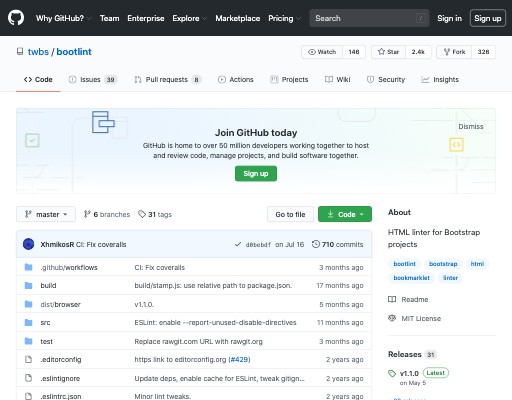 Why GitHub? Team Enterprise Explore Marketplace Pricing Search / Sign in Sign up
twbs / bootlint
Watch 146 Star 2.4k Fork 326
Code Issues 39 Pull requests 8 Actions Projects Wiki Security Insights
Dismiss
Join GitHub today
GitHub is home to over 50 million developers working together to host
and review code, manage projects, and build software together.
Sign up
master 6 branches 31 tags Go to file Code
XhmikosR CI: Fix coveralls d0bebdf on Jul 16 710 commits
.github/workflows CI: Fix coveralls 3 months ago
build build/stamp.js: use relative path to package.json. 17 months ago
dist/browser v1.1.0. 5 months ago
src ESLint: enable --report-unused-disable-directives 11 months ago
test Replace rawgit.com URL with rawgit.org 3 months ago
.editorconfig https link to editorconfig.org (#429) 2 years ago
.eslintignore Update deps, enable cache for ESLint, tweak gitign... 2 years ago
.eslintrc.json Minor lint tweaks. 2 years ago
About
HTML linter for Bootstrap
projects
bootlint bootstrap html
bookmarklet linter
Readme
MIT License
Releases 31
v1.1.0 Latest
on May 5